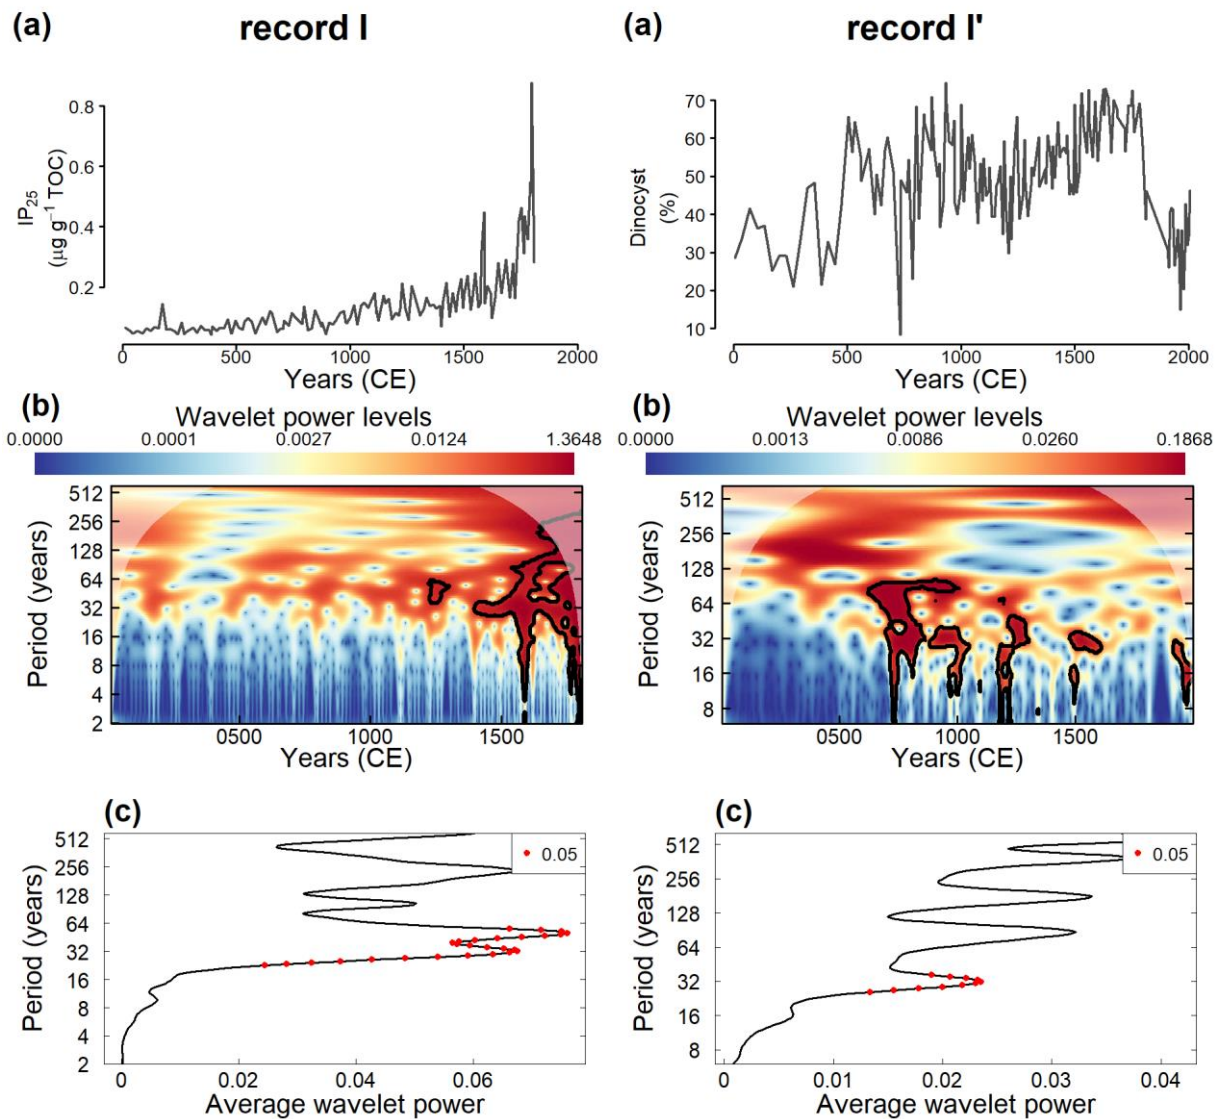 (a) record I
IP25
(µg g−1 TOC)
0.8
0.6
0.4
0.2
0 500 1000 1500 2000
Years (CE)
(b) Wavelet power levels
0.0000 0.0001 0.0027 0.0124 1.3648
Period (years)
512
256
128
64
32
16
8
4
2
0500 1000 1500
Years (CE)
(c)
Period (years)
512
256
128
64
32
16
8
4
2
0.05
0 0.02 0.04 0.06
Average wavelet power
(a) record I'
Dinocyst
(%)
70
60
50
40
30
20
10
0 500 1000 1500 2000
Years (CE)
(b) Wavelet power levels
0.0000 0.0013 0.0086 0.0260 0.1868
Period (years)
512
256
128
64
32
16
8
0500 1000 1500
Years (CE)
(c)
Period (years)
512
256
128
64
32
16
8
0.05
0 0.01 0.02 0.03 0.04
Average wavelet power